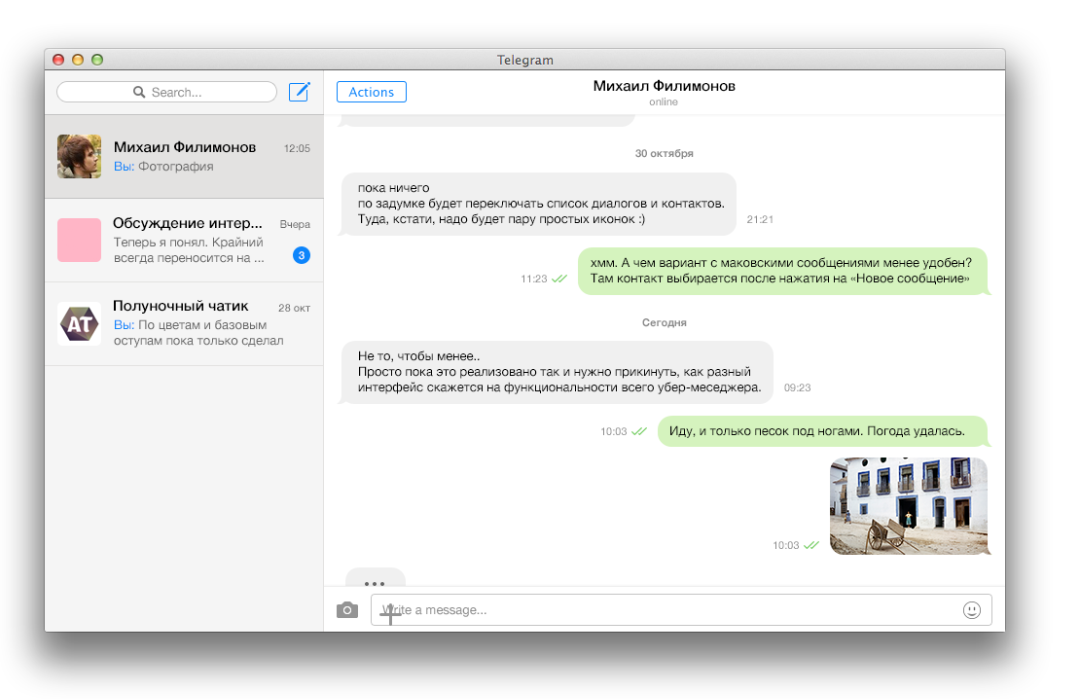 Telegram
Search...
Михаил Филимонов
12:05
Вы: Фотография
Обсуждение интер...
Вчера
Теперь я понял. Крайний
всегда переносится на ...
3
АТ
Полуночный чатик
28 окт
Вы: По цветам и базовым
оступам пока только сделал
Actions
Михаил Филимонов
online
30 октября
пока ничего
по задумке будет переключать список диалогов и контактов.
Туда, кстати, надо будет пару простых иконок :)
21:21
хмм. А чем вариант с маковскими сообщениями менее удобен?
Там контакт выбирается после нажатия на «Новое сообщение»
11:23
Сегодня
Не то, чтобы менее..
Просто пока это реализовано так и нужно прикинуть, как разный
интерфейс скажется на функциональности всего убер-меседжера.
09:23
10:03
Иду, и только песок под ногами. Погода удалась.
10:03
Write a message...